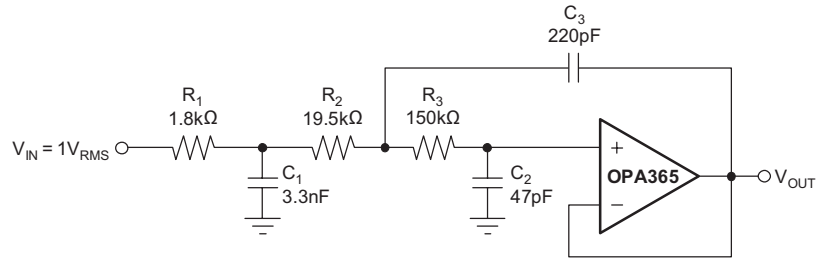 C3
220pF
R1
1.8kΩ
R2
19.5kΩ
R3
150kΩ
VIN = 1VRMS
C1
3.3nF
C2
47pF
+
OPA365
−
VOUT